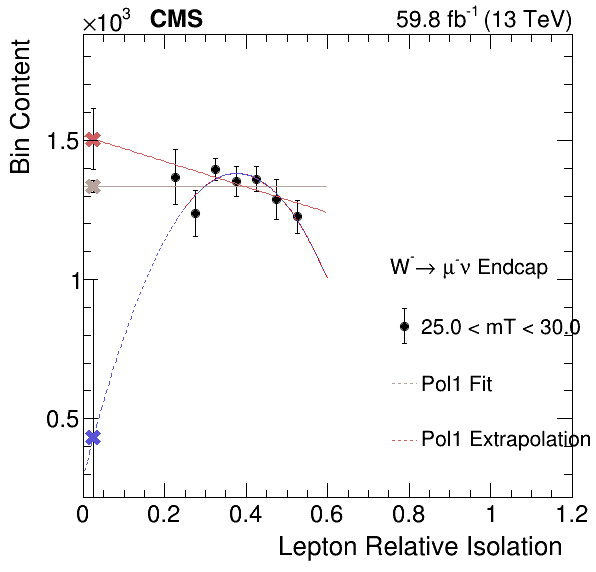 ×10³ CMS 59.8 fb⁻¹ (13 TeV)
Bin Content
1.5
1
0.5
W⁻→ μ⁻ν Endcap
25.0 < mT < 30.0
Pol1 Fit
Pol1 Extrapolation
0 0.2 0.4 0.6 0.8 1 1.2
Lepton Relative Isolation